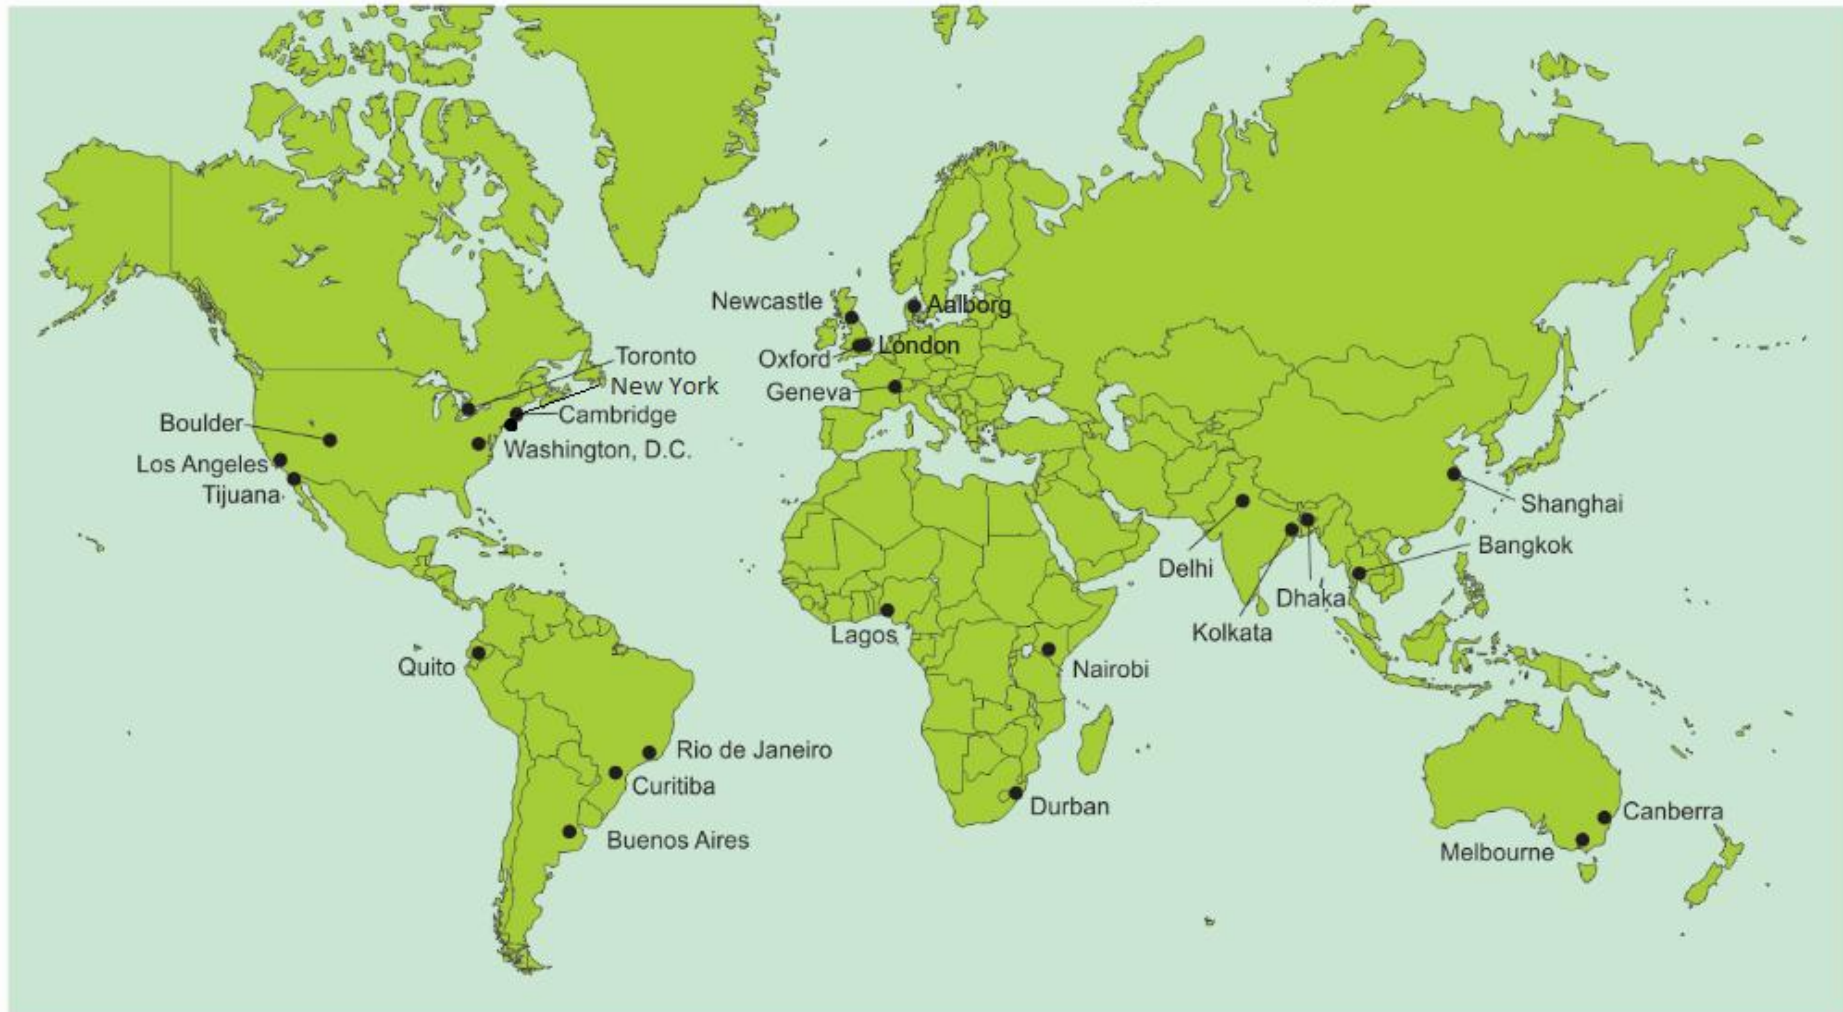 Newcastle
Aalborg
London
Oxford
Geneva
Toronto
New York
Cambridge
Washington, D.C.
Boulder
Los Angeles
Tijuana
Shanghai
Bangkok
Delhi
Dhaka
Kolkata
Lagos
Nairobi
Quito
Rio de Janeiro
Curitiba
Buenos Aires
Durban
Canberra
Melbourne